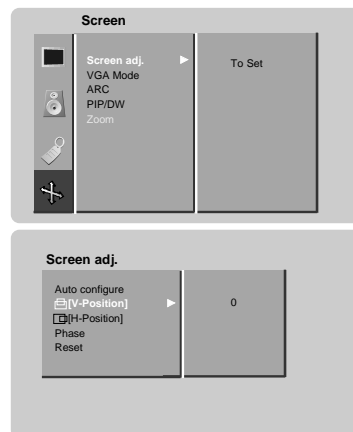 Screen
Screen adj.
To Set
VGA Mode
ARC
PIP/DW
Zoom
Screen adj.
Auto configure
[V-Position]
0
[H-Position]
Phase
Reset